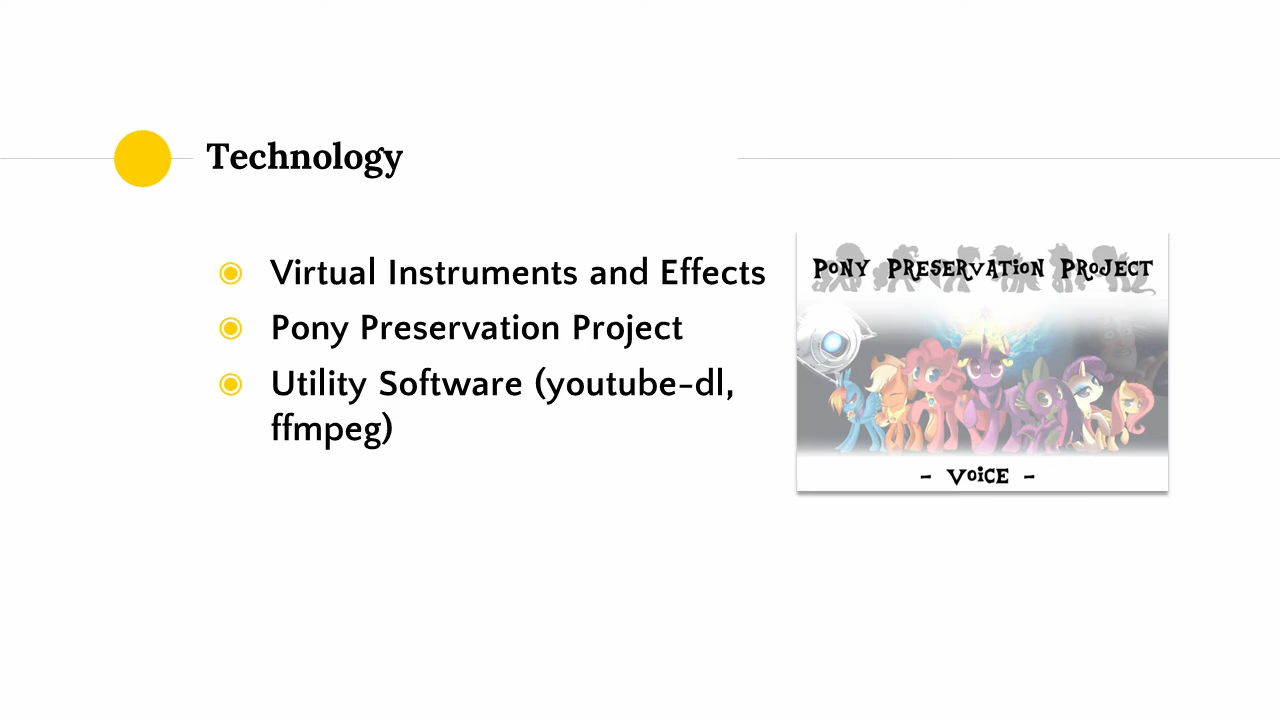 Technology
Virtual Instruments and Effects
Pony Preservation Project
Utility Software (youtube-dl,
ffmpeg)
PONY PRESERVATiON PROJECT
- VOiCE -